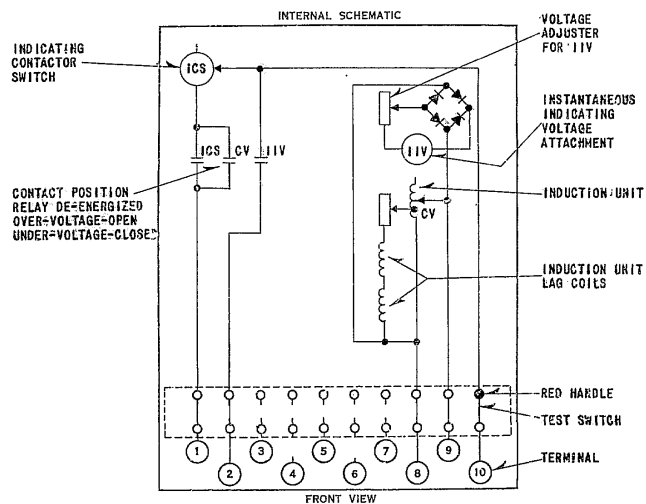 INTERNAL SCHEMATIC
INDICATING
CONTACTOR
SWITCH
ICS
VOLTAGE
ADJUSTER
FOR IIV
INSTANTANEOUS
INDICATING
VOLTAGE
ATTACHMENT
IIV
ICS CV IIV
CONTACT POSITION
RELAY DE-ENERGIZED
OVER-VOLTAGE-OPEN
UNDER-VOLTAGE-CLOSED
INDUCTION UNIT
CV
INDUCTION UNIT
LAG COILS
RED HANDLE
TEST SWITCH
TERMINAL
1 2 3 4 5 6 7 8 9 10
FRONT VIEW